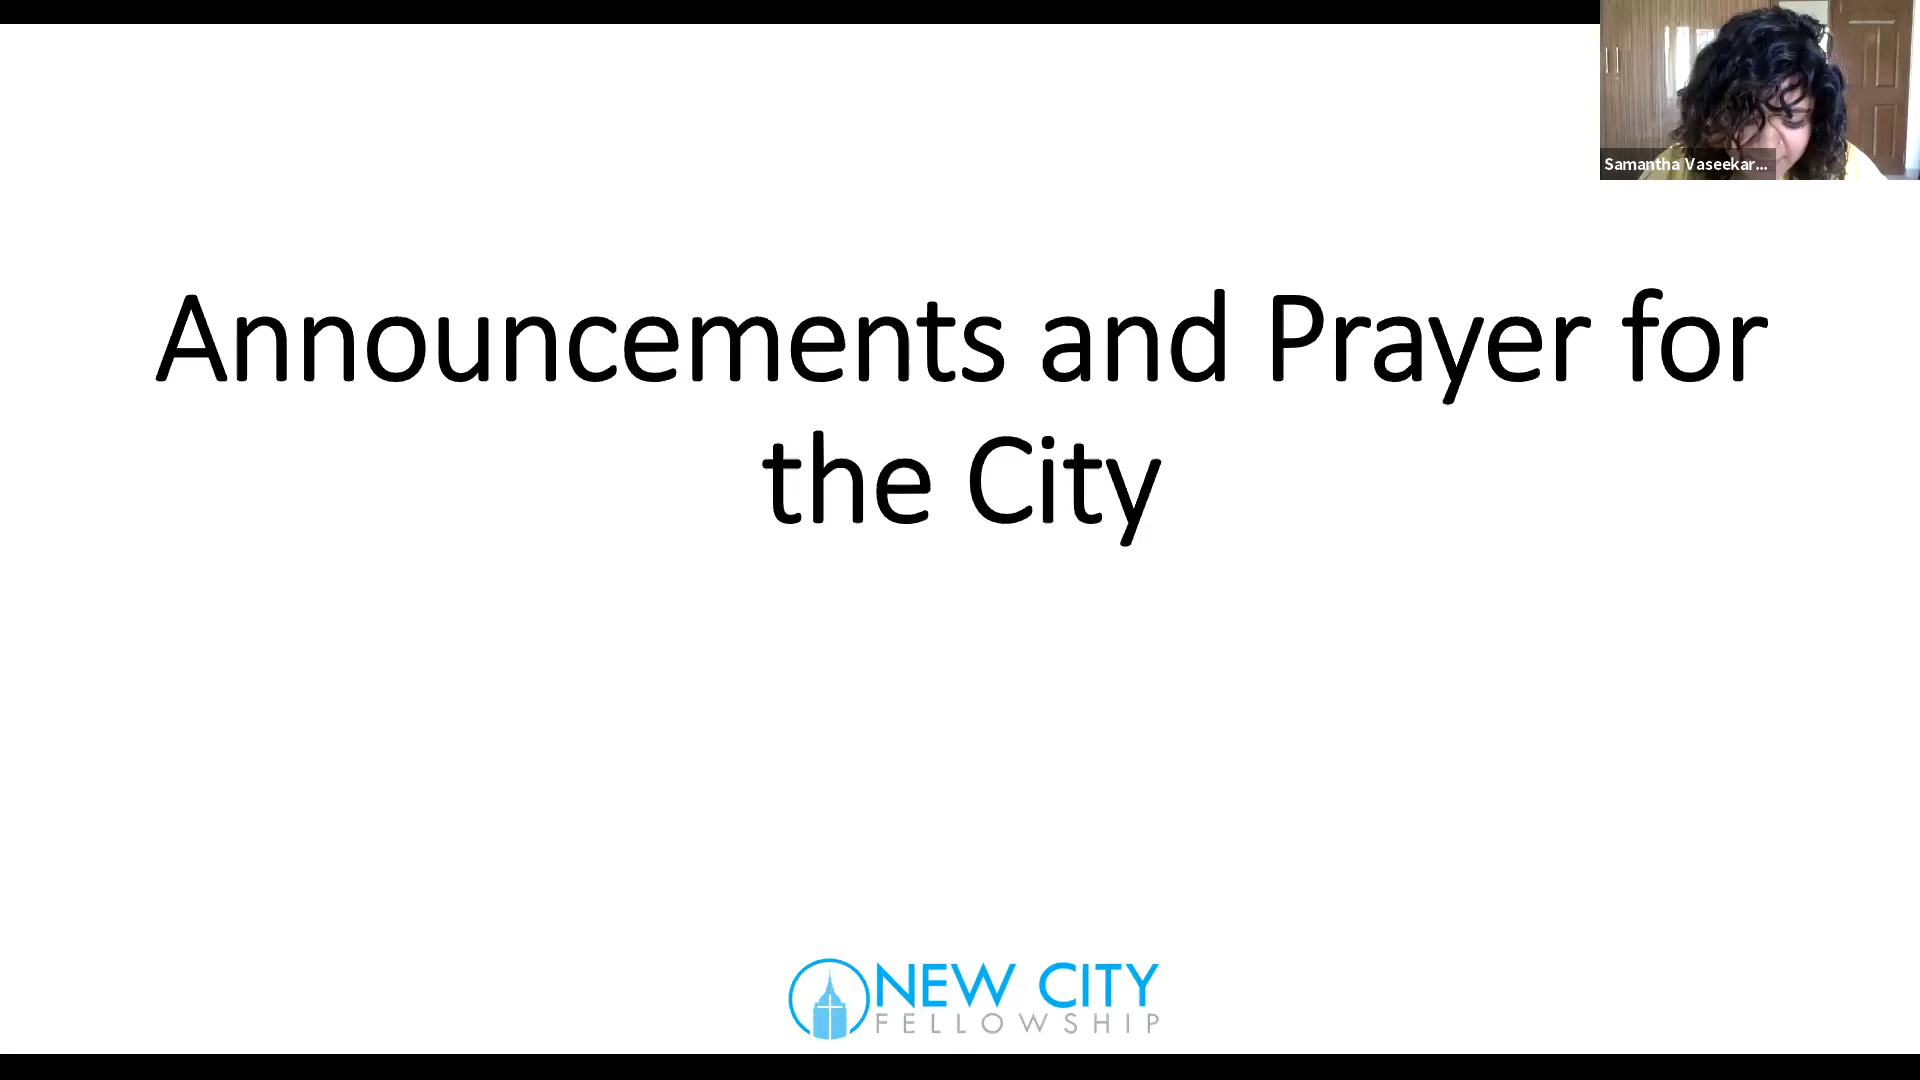 Samantha Vaseekar...
Announcements and Prayer for
the City
NEW CITY
FELLOWSHIP